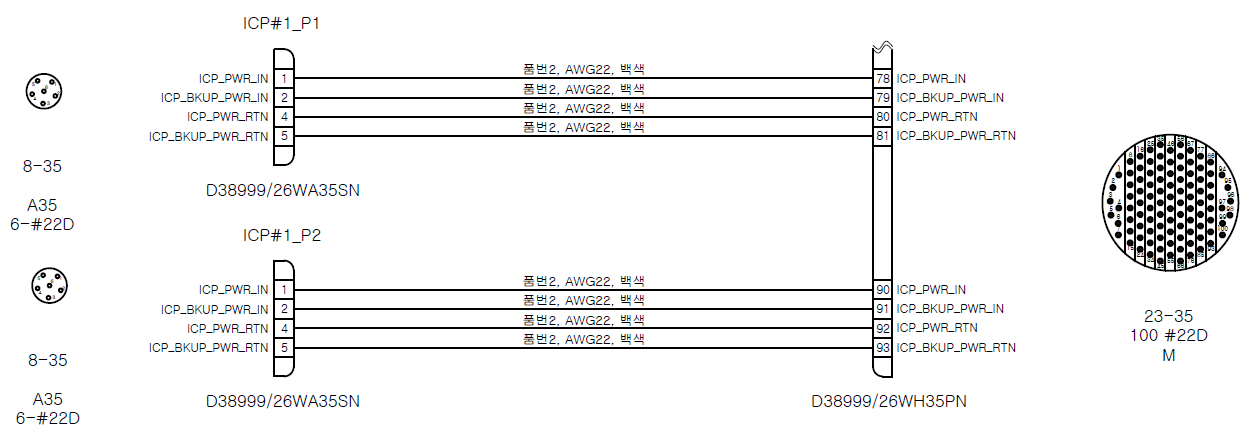 ICP#1_P1
ICP_PWR_IN 1 품번2, AWG22, 백색 78 ICP_PWR_IN
ICP_BKUP_PWR_IN 2 품번2, AWG22, 백색 79 ICP_BKUP_PWR_IN
ICP_PWR_RTN 4 품번2, AWG22, 백색 80 ICP_PWR_RTN
ICP_BKUP_PWR_RTN 5 품번2, AWG22, 백색 81 ICP_BKUP_PWR_RTN
8-35
A35
6-#22D
D38999/26WA35SN
ICP#1_P2
ICP_PWR_IN 1 품번2, AWG22, 백색 90 ICP_PWR_IN
ICP_BKUP_PWR_IN 2 품번2, AWG22, 백색 91 ICP_BKUP_PWR_IN
ICP_PWR_RTN 4 품번2, AWG22, 백색 92 ICP_PWR_RTN
ICP_BKUP_PWR_RTN 5 품번2, AWG22, 백색 93 ICP_BKUP_PWR_RTN
8-35
A35
6-#22D
D38999/26WA35SN
D38999/26WH35PN
23-35
100 #22D
M